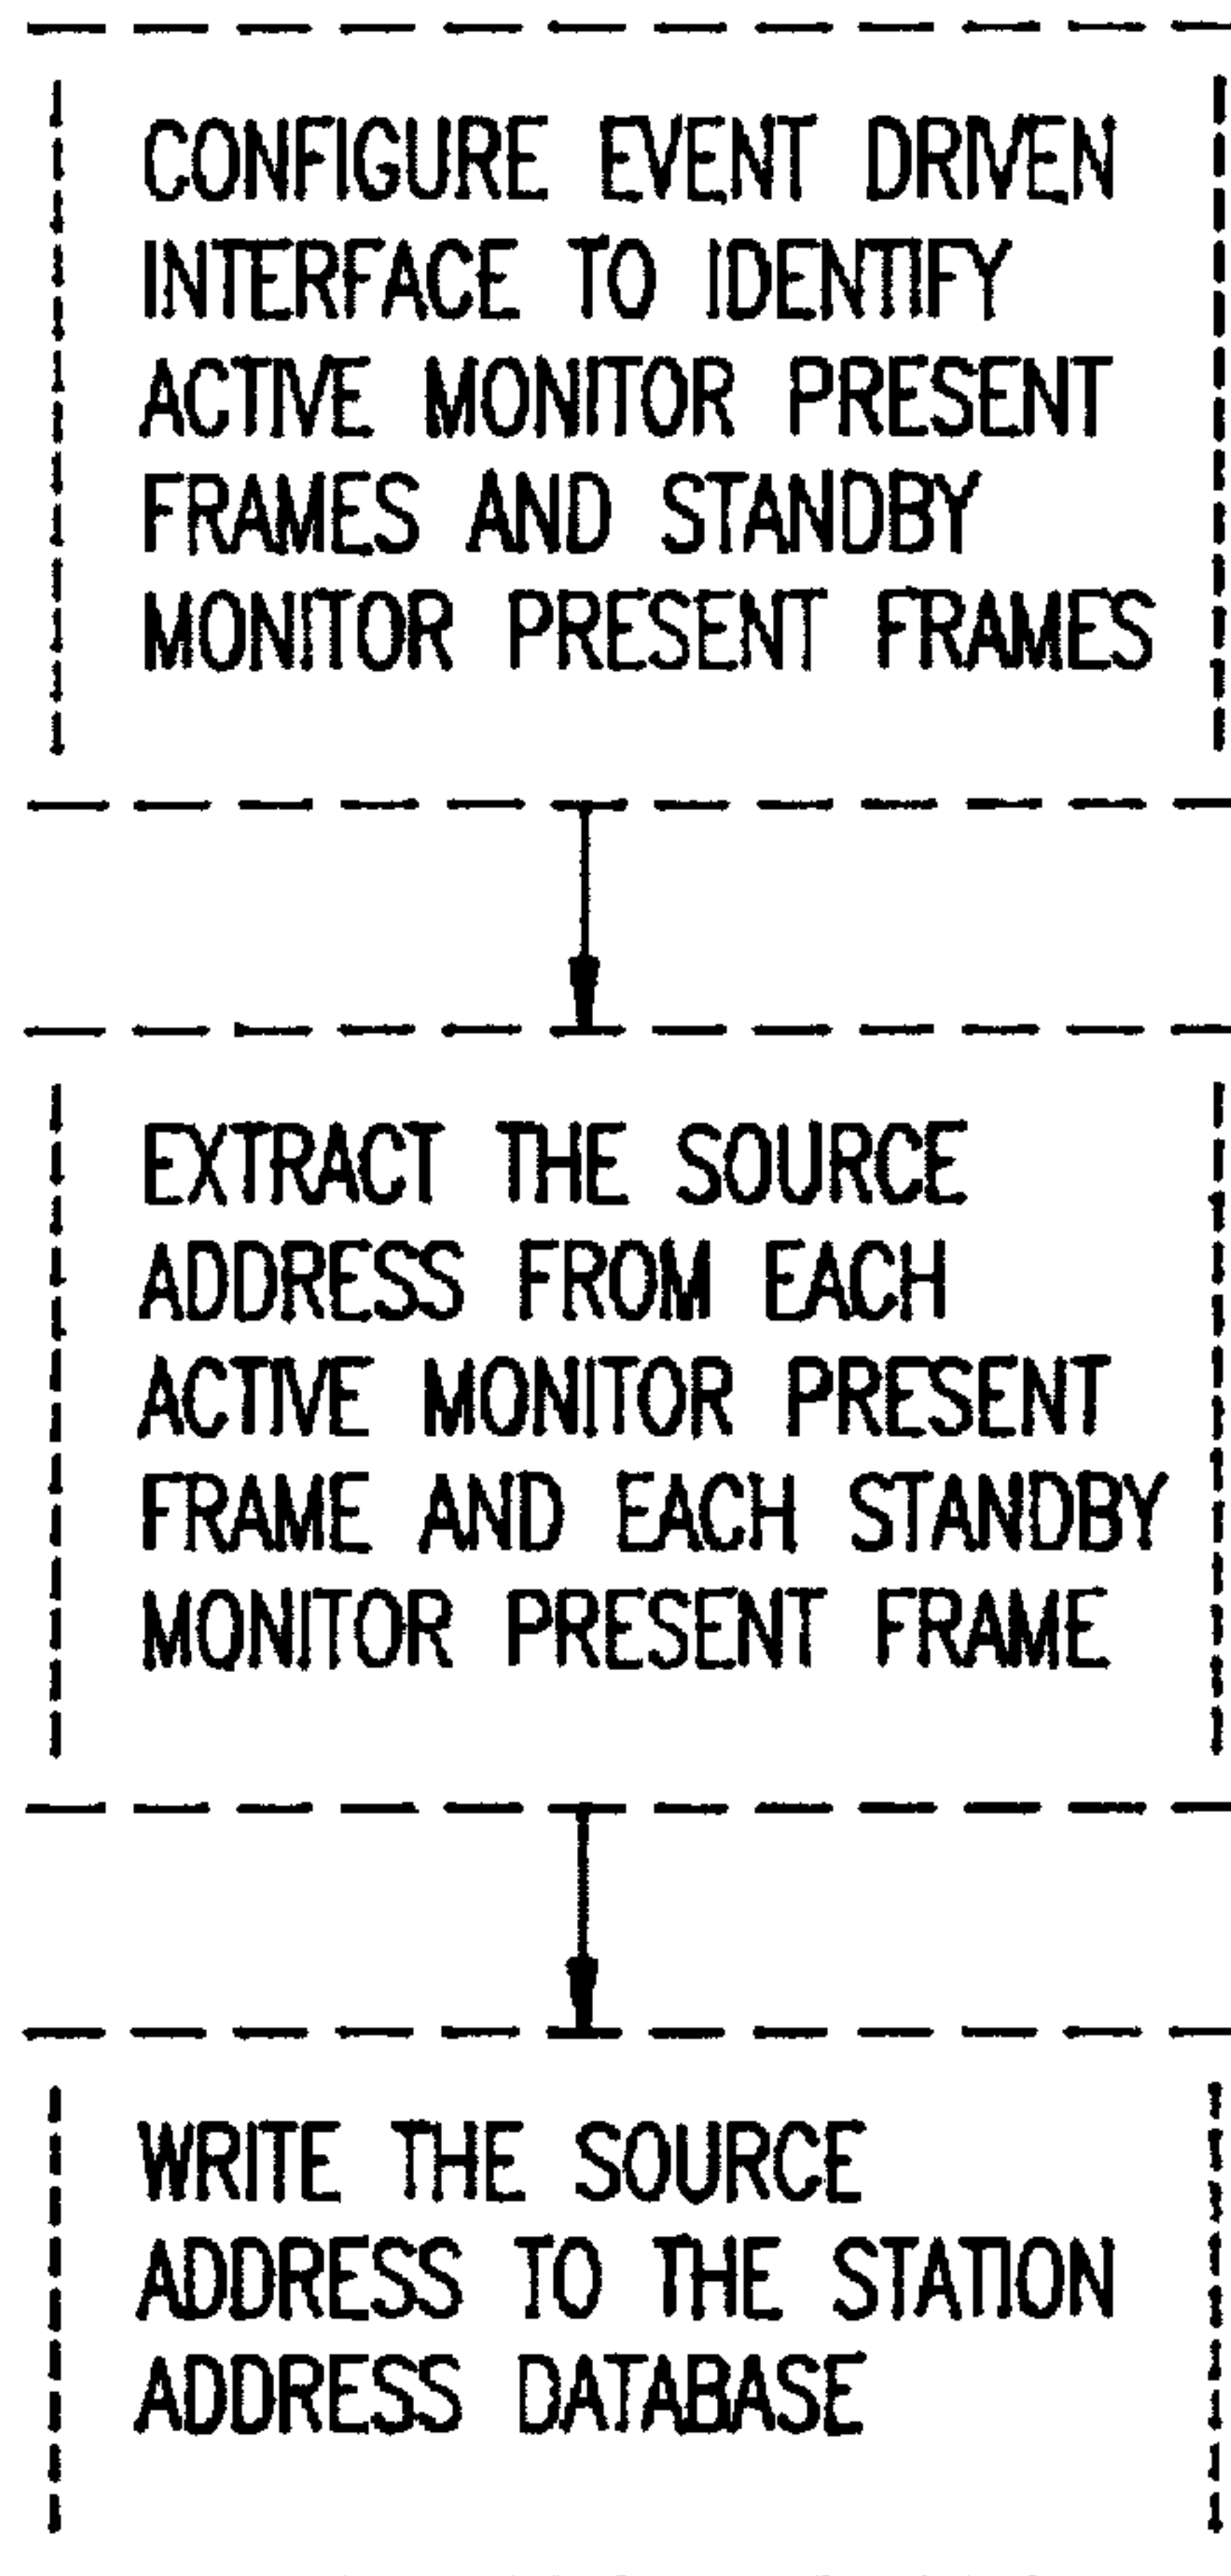 CONFIGURE EVENT DRIVEN
INTERFACE TO IDENTIFY
ACTIVE MONITOR PRESENT
FRAMES AND STANDBY
MONITOR PRESENT FRAMES
EXTRACT THE SOURCE
ADDRESS FROM EACH
ACTIVE MONITOR PRESENT
FRAME AND EACH STANDBY
MONITOR PRESENT FRAME
WRITE THE SOURCE
ADDRESS TO THE STATION
ADDRESS DATABASE